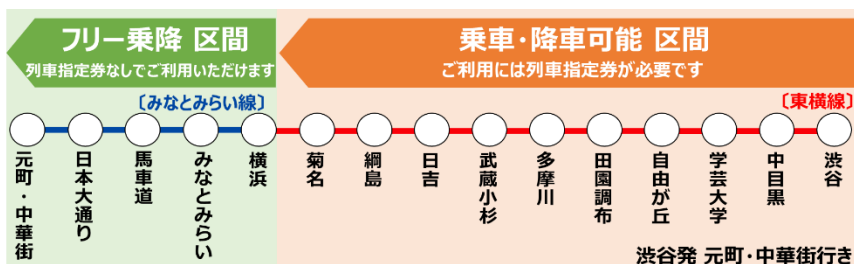 フリー乗降 区間
列車指定券なしでご利用いただけます
乗車・降車可能 区間
ご利用には列車指定券が必要です
〔みなとみらい線〕
〔東横線〕
元町・中華街
日本大通り
馬車道
みなとみらい
横浜
菊名
綱島
日吉
武蔵小杉
多摩川
田園調布
自由が丘
学芸大学
中目黒
渋谷
渋谷発 元町・中華街行き